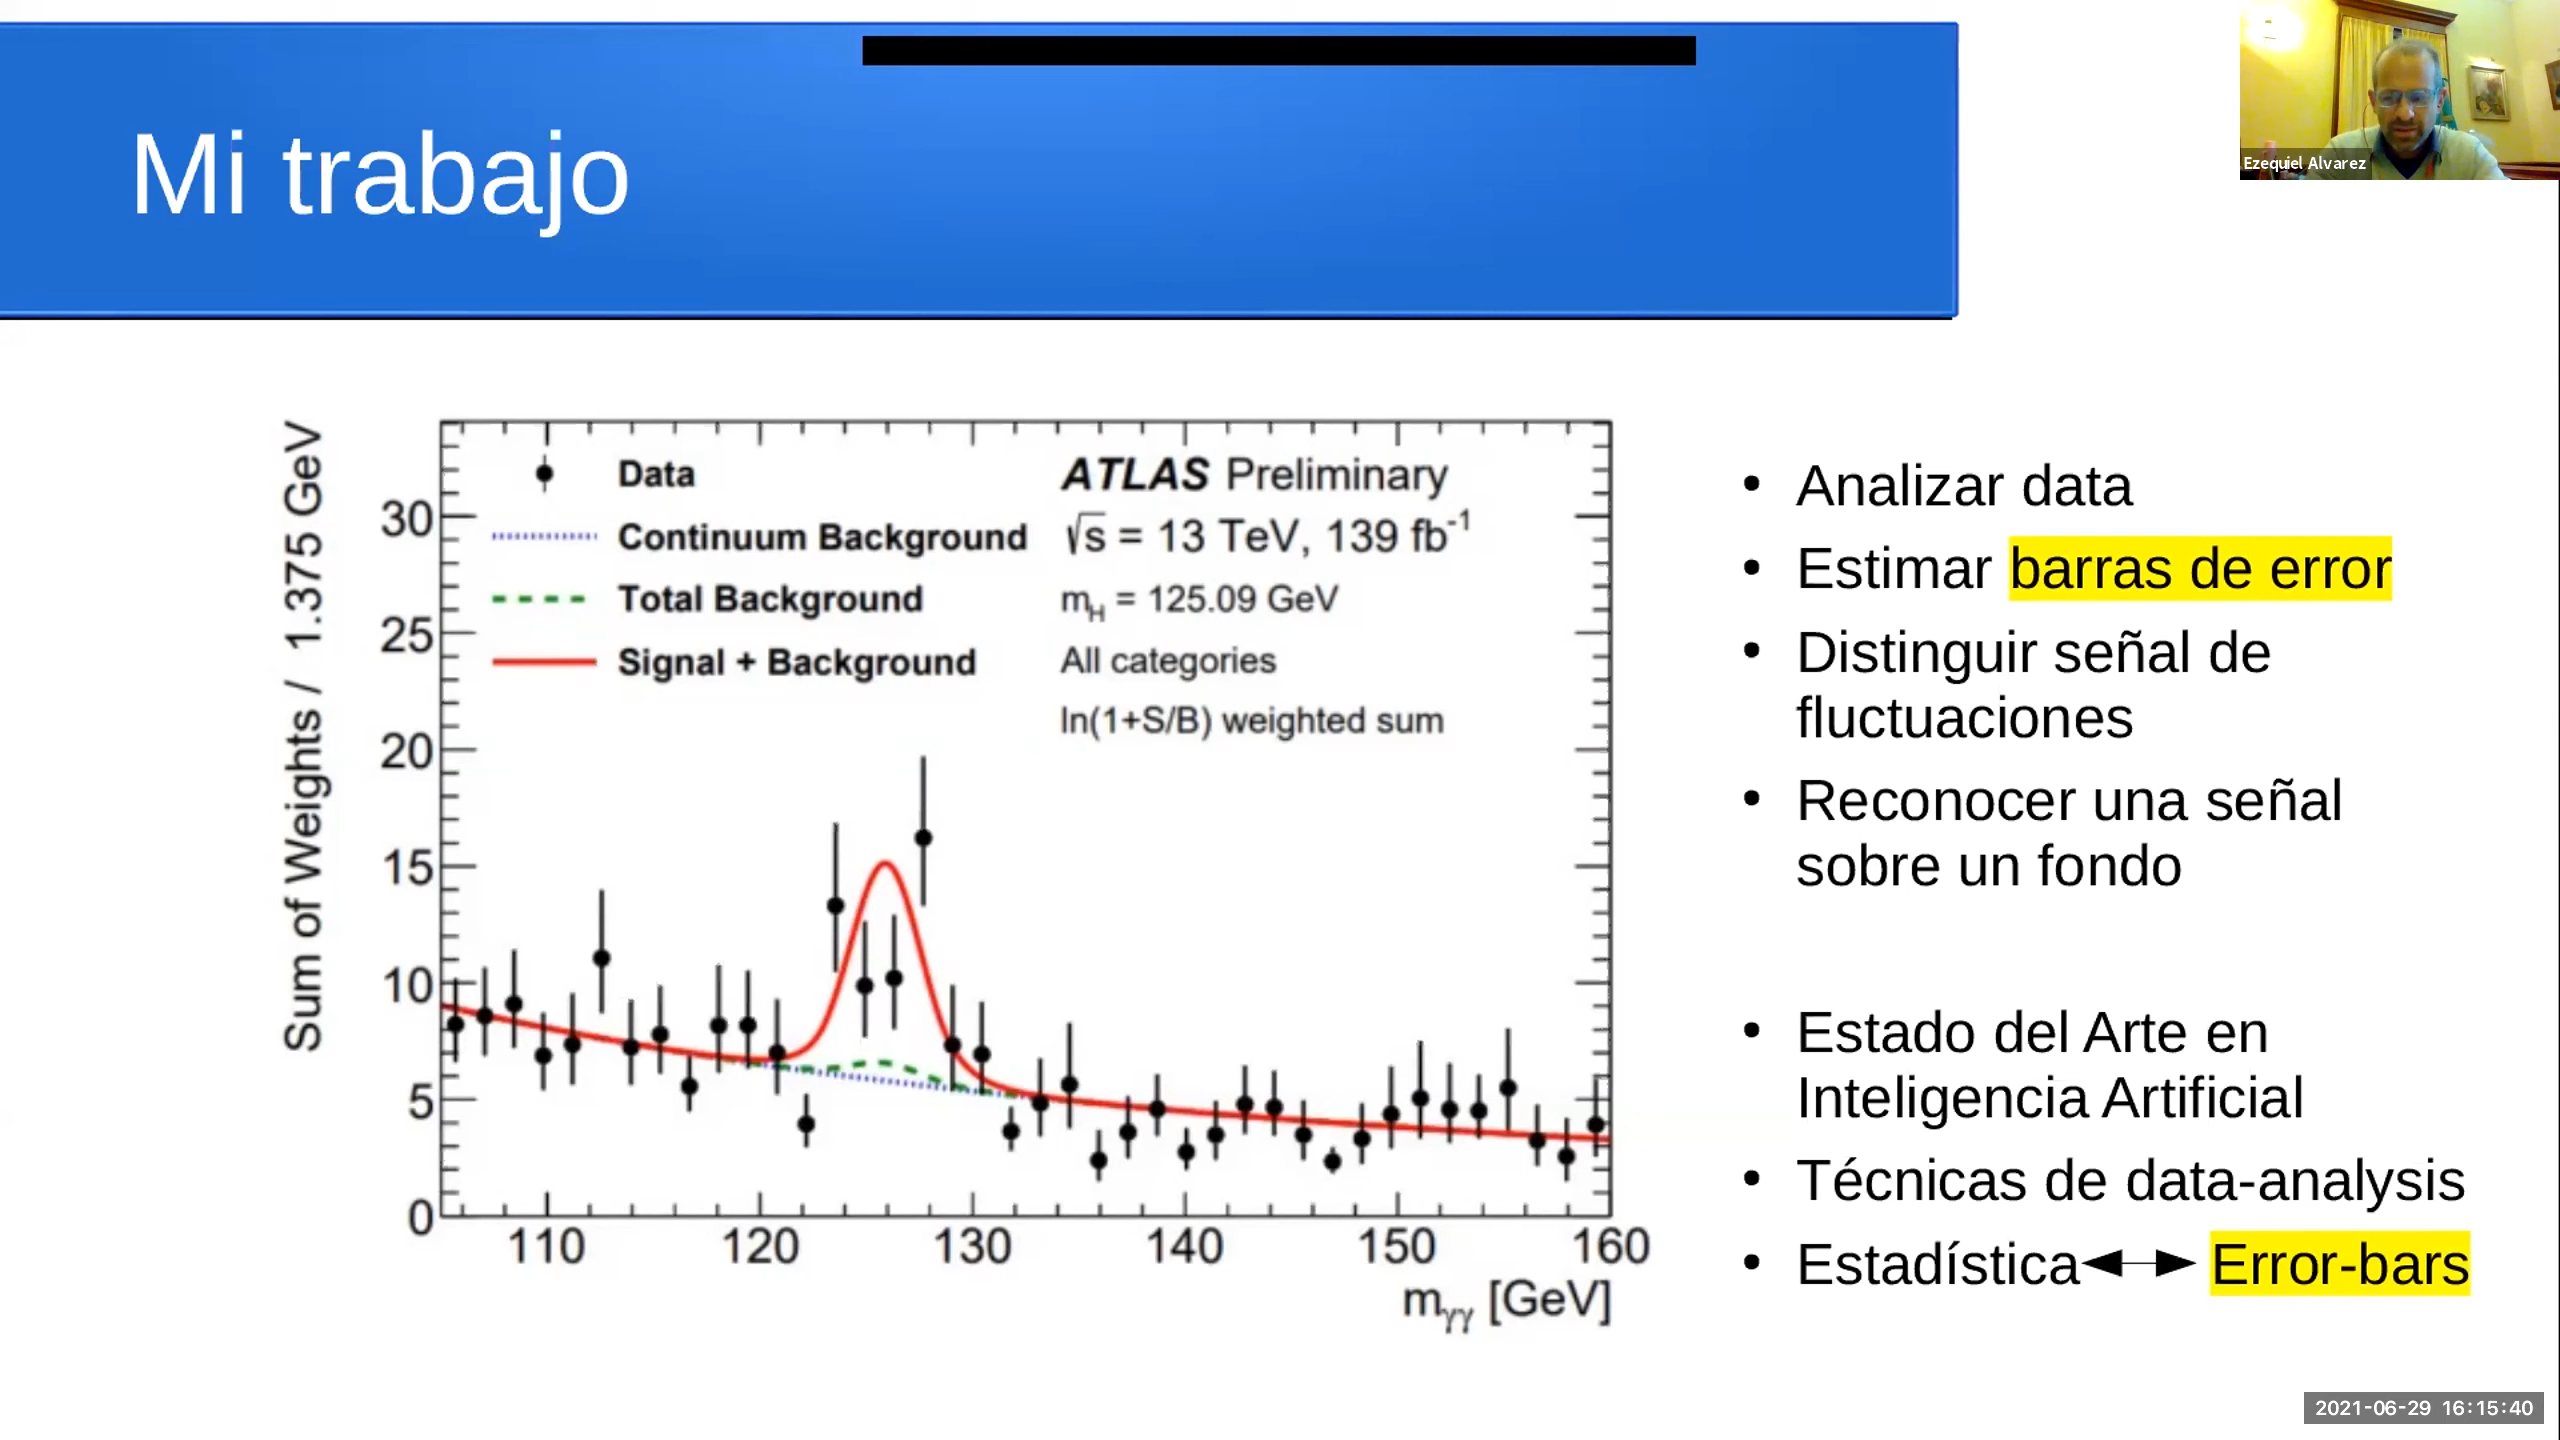 Mi trabajo
Ezequiel Alvarez
Sum of Weights / 1.375 GeV
30
25
20
15
10
5
0
Data
Continuum Background
Total Background
Signal + Background
ATLAS Preliminary
√s = 13 TeV, 139 fb⁻¹
m_H = 125.09 GeV
All categories
ln(1+S/B) weighted sum
110 120 130 140 150 160
m_γγ [GeV]
• Analizar data
• Estimar barras de error
• Distinguir señal de
fluctuaciones
• Reconocer una señal
sobre un fondo
• Estado del Arte en
Inteligencia Artificial
• Técnicas de data-analysis
• Estadística ↔ Error-bars
2021-06-29 16:15:40